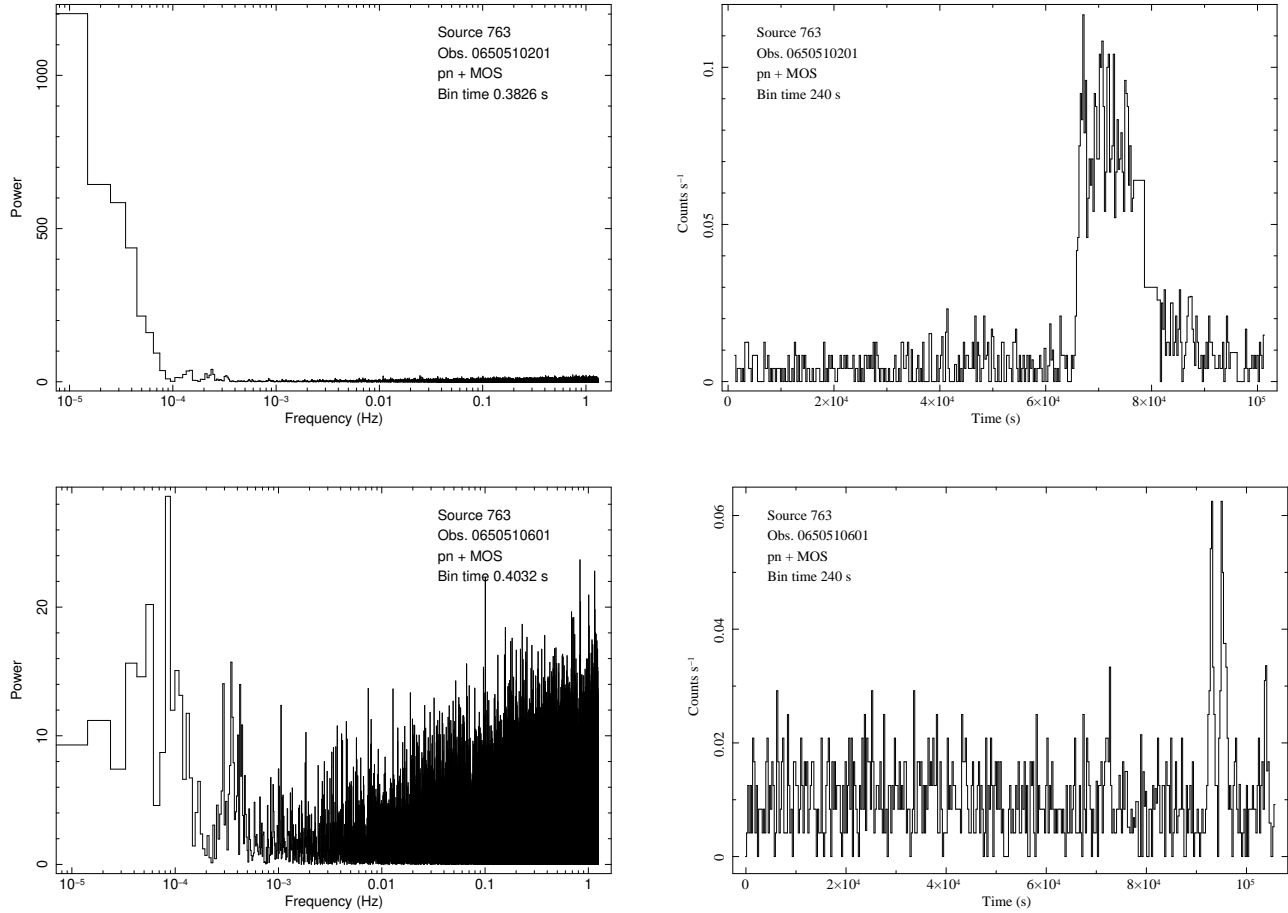 Source 763
Obs. 0650510201
pn + MOS
Bin time 0.3826 s
Power
0
500
1000
10⁻⁵
10⁻⁴
10⁻³
0.01
0.1
1
Frequency (Hz)
Source 763
Obs. 0650510201
pn + MOS
Bin time 240 s
Counts s⁻¹
0
0.05
0.1
0
2×10⁴
4×10⁴
6×10⁴
8×10⁴
10⁵
Time (s)
Source 763
Obs. 0650510601
pn + MOS
Bin time 0.4032 s
Power
0
10
20
10⁻⁵
10⁻⁴
10⁻³
0.01
0.1
1
Frequency (Hz)
Source 763
Obs. 0650510601
pn + MOS
Bin time 240 s
Counts s⁻¹
0
0.02
0.04
0.06
0
2×10⁴
4×10⁴
6×10⁴
8×10⁴
10⁵
Time (s)